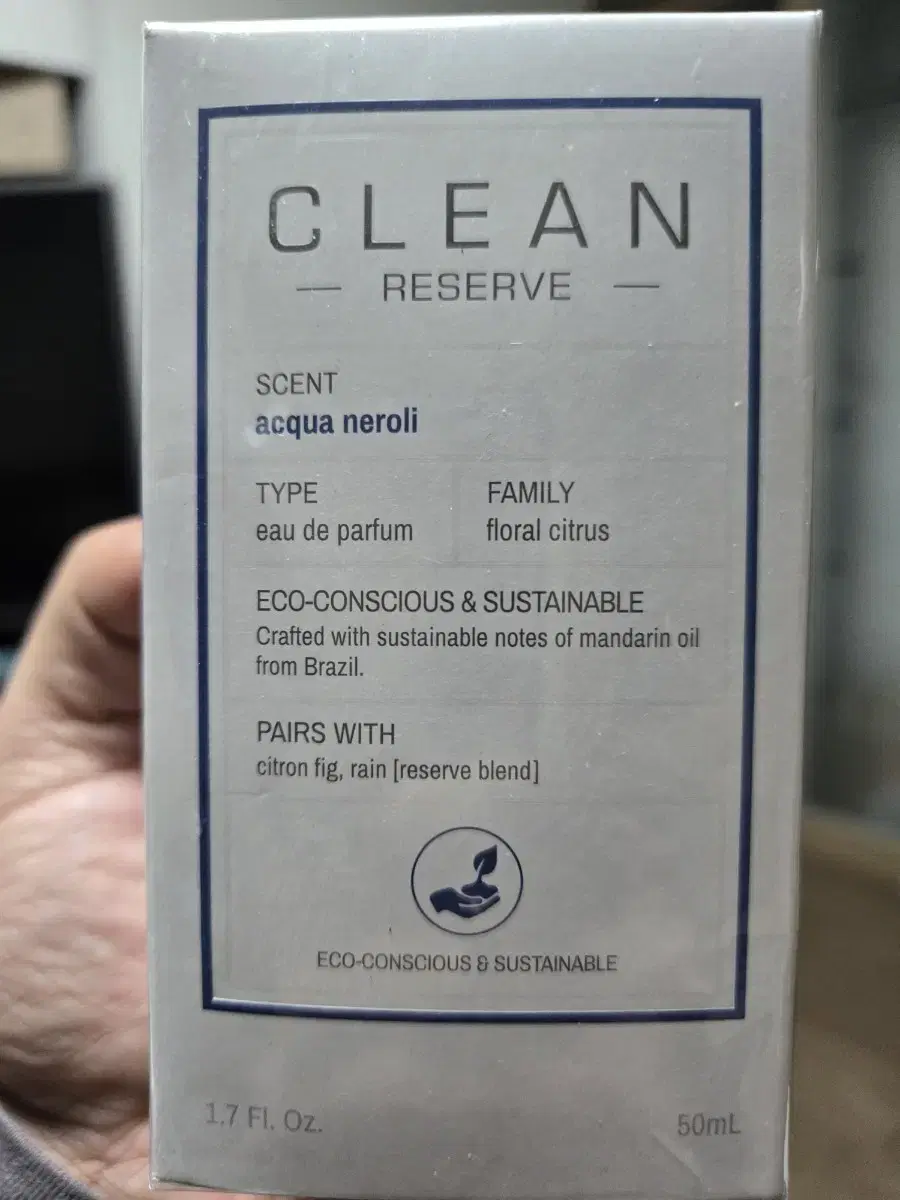 CLEAN
— RESERVE —
SCENT
acqua neroli
TYPE
eau de parfum
FAMILY
floral citrus
ECO-CONSCIOUS & SUSTAINABLE
Crafted with sustainable notes of mandarin oil
from Brazil.
PAIRS WITH
citron fig, rain [reserve blend]
ECO-CONSCIOUS & SUSTAINABLE
1.7 Fl. Oz.
50mL